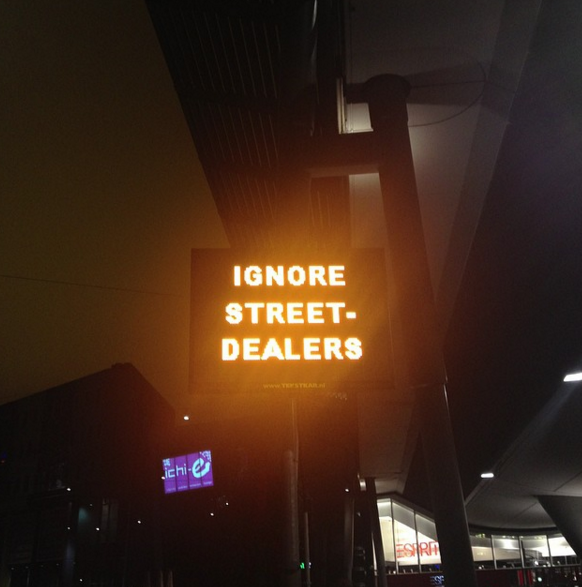 IGNORE
STREET-
DEALERS
ichi-e
ESPRIT